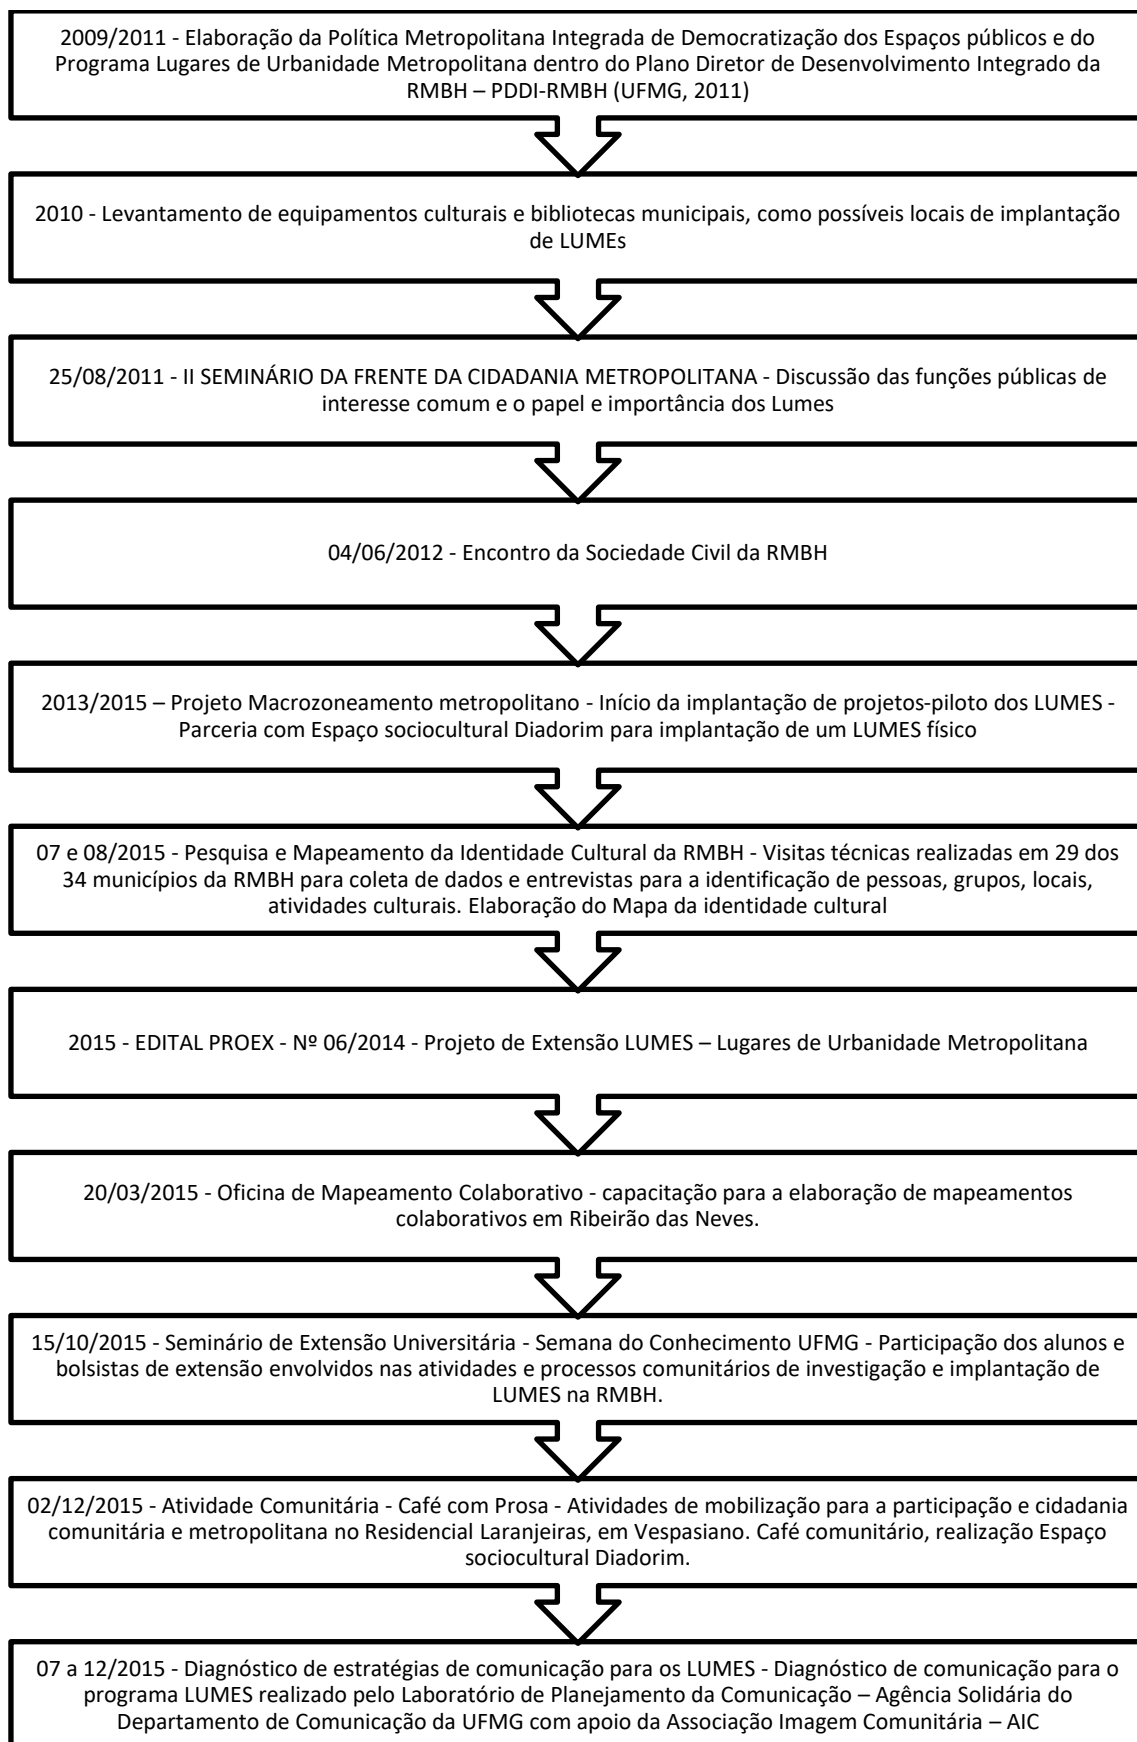 2009/2011 - Elaboração da Política Metropolitana Integrada de Democratização dos Espaços públicos e do
Programa Lugares de Urbanidade Metropolitana dentro do Plano Diretor de Desenvolvimento Integrado da
RMBH – PDDI-RMBH (UFMG, 2011)
2010 - Levantamento de equipamentos culturais e bibliotecas municipais, como possíveis locais de implantação
de LUMEs
25/08/2011 - II SEMINÁRIO DA FRENTE DA CIDADANIA METROPOLITANA - Discussão das funções públicas de
interesse comum e o papel e importância dos Lumes
04/06/2012 - Encontro da Sociedade Civil da RMBH
2013/2015 – Projeto Macrozoneamento metropolitano - Início da implantação de projetos-piloto dos LUMES -
Parceria com Espaço sociocultural Diadorim para implantação de um LUMES físico
07 e 08/2015 - Pesquisa e Mapeamento da Identidade Cultural da RMBH - Visitas técnicas realizadas em 29 dos
34 municípios da RMBH para coleta de dados e entrevistas para a identificação de pessoas, grupos, locais,
atividades culturais. Elaboração do Mapa da identidade cultural
2015 - EDITAL PROEX - Nº 06/2014 - Projeto de Extensão LUMES – Lugares de Urbanidade Metropolitana
20/03/2015 - Oficina de Mapeamento Colaborativo - capacitação para a elaboração de mapeamentos
colaborativos em Ribeirão das Neves.
15/10/2015 - Seminário de Extensão Universitária - Semana do Conhecimento UFMG - Participação dos alunos e
bolsistas de extensão envolvidos nas atividades e processos comunitários de investigação e implantação de
LUMES na RMBH.
02/12/2015 - Atividade Comunitária - Café com Prosa - Atividades de mobilização para a participação e cidadania
comunitária e metropolitana no Residencial Laranjeiras, em Vespasiano. Café comunitário, realização Espaço
sociocultural Diadorim.
07 a 12/2015 - Diagnóstico de estratégias de comunicação para os LUMES - Diagnóstico de comunicação para o
programa LUMES realizado pelo Laboratório de Planejamento da Comunicação – Agência Solidária do
Departamento de Comunicação da UFMG com apoio da Associação Imagem Comunitária – AIC